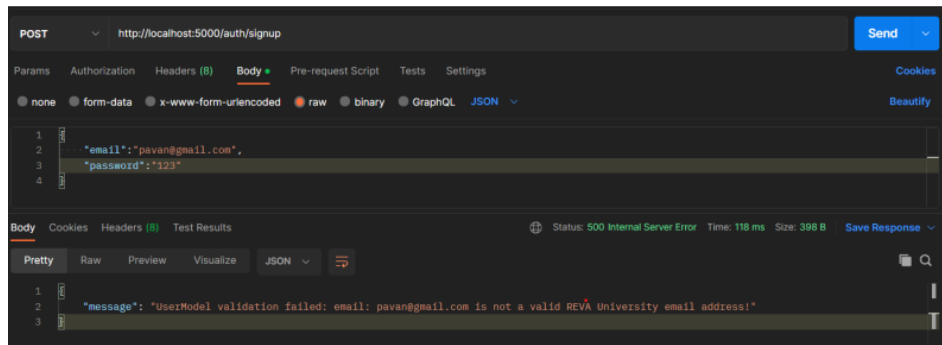 POST http://localhost:5000/auth/signup Send
Params Authorization Headers (8) Body Pre-request Script Tests Settings Cookies
none form-data x-www-form-urlencoded raw binary GraphQL JSON Beautify
1 {
2 "email":"pavan@gmail.com",
3 "password":"123"
4 }
Body Cookies Headers (8) Test Results Status: 500 Internal Server Error Time: 118 ms Size: 398 B Save Response
Pretty Raw Preview Visualize JSON
1 {
2 "message": "UserModel validation failed: email: pavan@gmail.com is not a valid REVA University email address!"
3 }